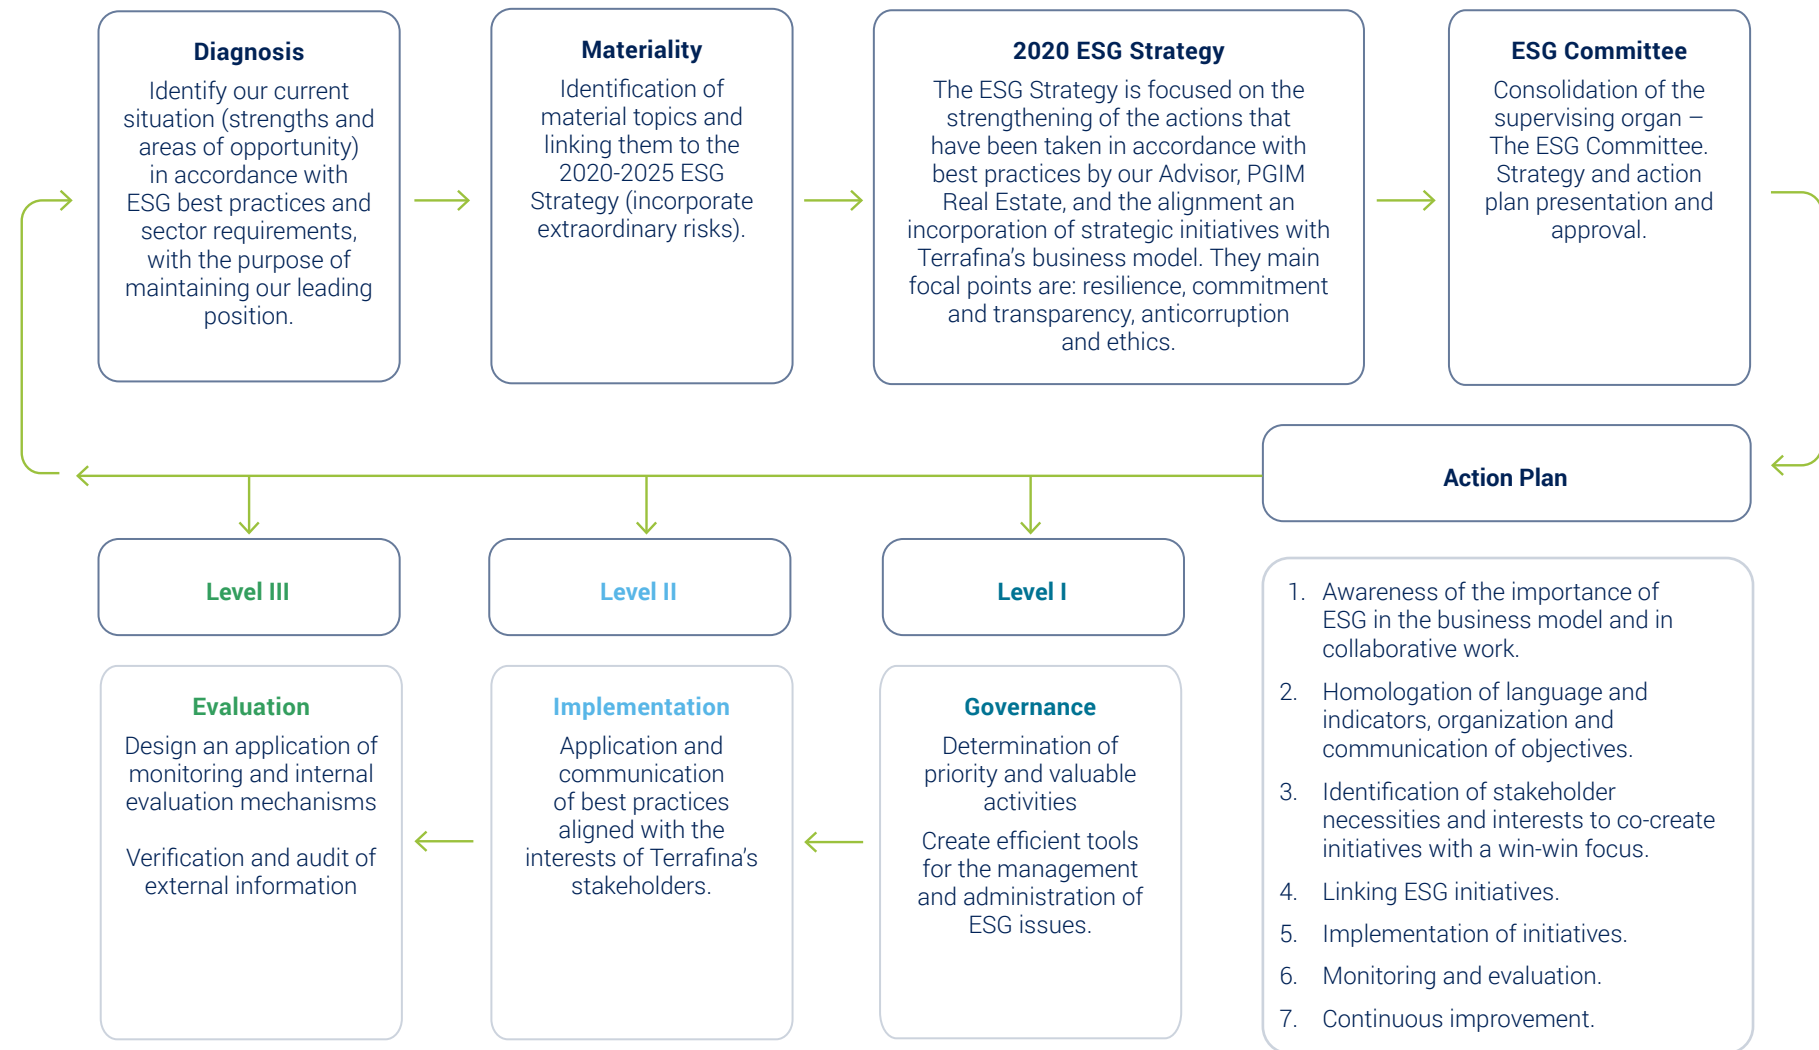 Diagnosis
Identify our current
situation (strengths and
areas of opportunity)
in accordance with
ESG best practices and
sector requirements,
with the purpose of
maintaining our leading
position.
Materiality
Identification of
material topics and
linking them to the
2020-2025 ESG
Strategy (incorporate
extraordinary risks).
2020 ESG Strategy
The ESG Strategy is focused on the
strengthening of the actions that
have been taken in accordance with
best practices by our Advisor, PGIM
Real Estate, and the alignment an
incorporation of strategic initiatives with
Terrafina’s business model. They main
focal points are: resilience, commitment
and transparency, anticorruption
and ethics.
ESG Committee
Consolidation of the
supervising organ –
The ESG Committee.
Strategy and action
plan presentation and
approval.
Action Plan
1. Awareness of the importance of
ESG in the business model and in
collaborative work.
2. Homologation of language and
indicators, organization and
communication of objectives.
3. Identification of stakeholder
necessities and interests to co-create
initiatives with a win-win focus.
4. Linking ESG initiatives.
5. Implementation of initiatives.
6. Monitoring and evaluation.
7. Continuous improvement.
Level I
Governance
Determination of
priority and valuable
activities
Create efficient tools
for the management
and administration of
ESG issues.
Level II
Implementation
Application and
communication
of best practices
aligned with the
interests of Terrafina’s
stakeholders.
Level III
Evaluation
Design an application of
monitoring and internal
evaluation mechanisms
Verification and audit of
external information